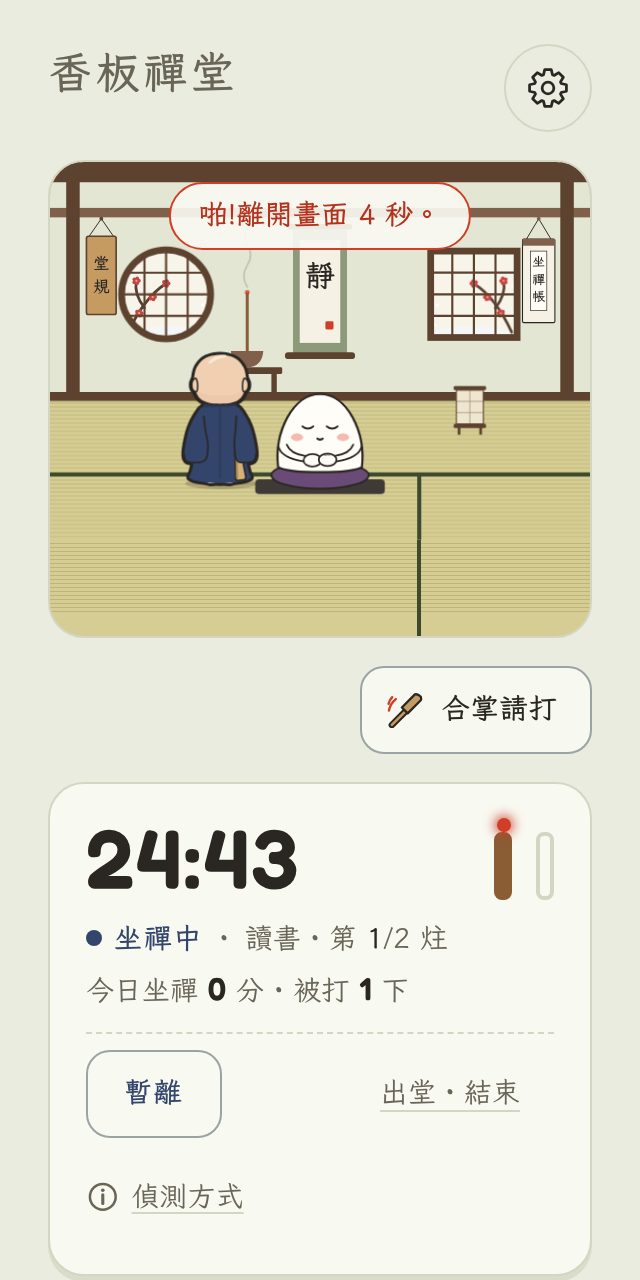 香板禪堂
啪!離開畫面 4 秒。
堂規
靜
坐禪帳
合掌請打
24:43
坐禪中 · 讀書 · 第 1/2 炷
今日坐禪 0 分 · 被打 1 下
暫離
出堂 · 結束
偵測方式